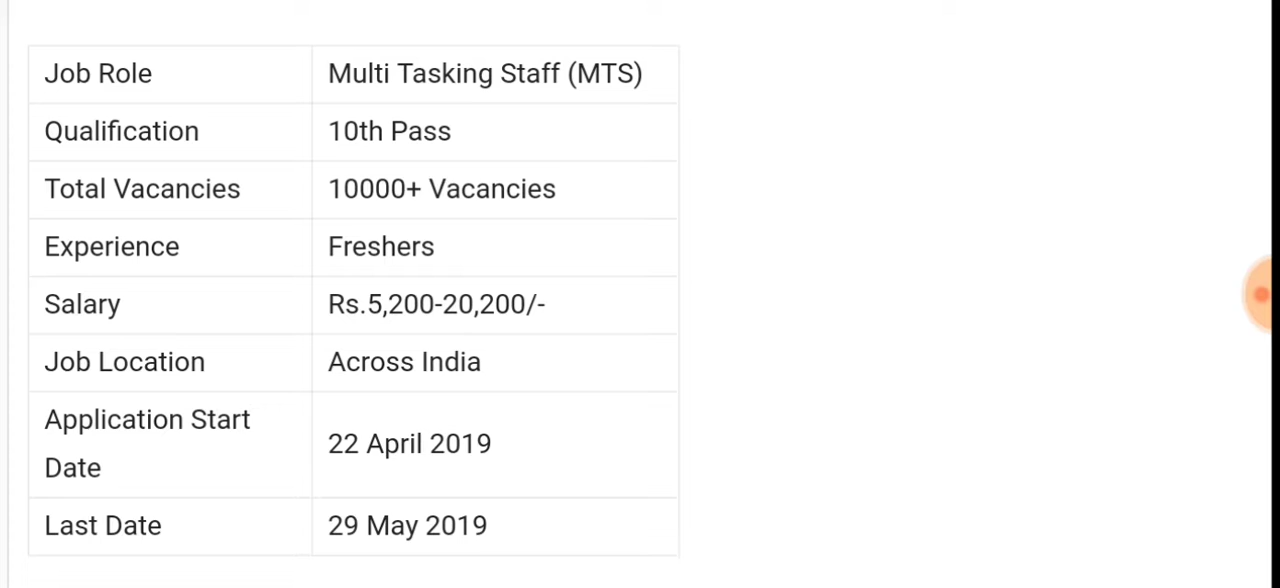 Job Role Multi Tasking Staff (MTS)
Qualification 10th Pass
Total Vacancies 10000+ Vacancies
Experience Freshers
Salary Rs.5,200-20,200/-
Job Location Across India
Application Start
Date 22 April 2019
Last Date 29 May 2019